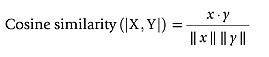 Cosine similarity (|X, Y|) = x · y / ‖ x ‖ ‖ y ‖